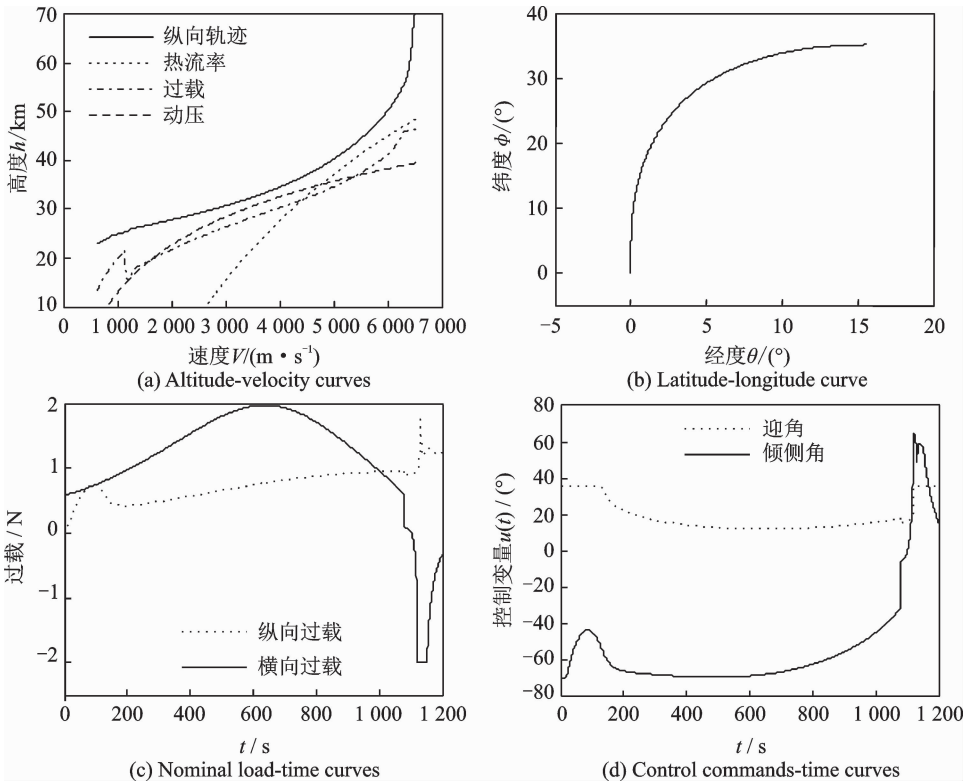 高度h/km
70
60
50
40
30
20
10
纵向轨迹
热流率
过载
动压
0 1 000 2 000 3 000 4 000 5 000 6 000 7 000
速度V/(m·s⁻¹)
(a) Altitude-velocity curves
纬度Φ/(°)
40
30
20
10
0
−5 0 5 10 15 20
经度θ/(°)
(b) Latitude-longitude curve
过载 / N
2
1
0
−1
−2
纵向过载
横向过载
0 200 400 600 800 1 000 1 200
t / s
(c) Nominal load-time curves
控制变量u(t) / (°)
80
60
40
20
−0
−20
−40
−60
−80
迎角
倾侧角
0 200 400 600 800 1 000 1 200
t / s
(d) Control commands-time curves